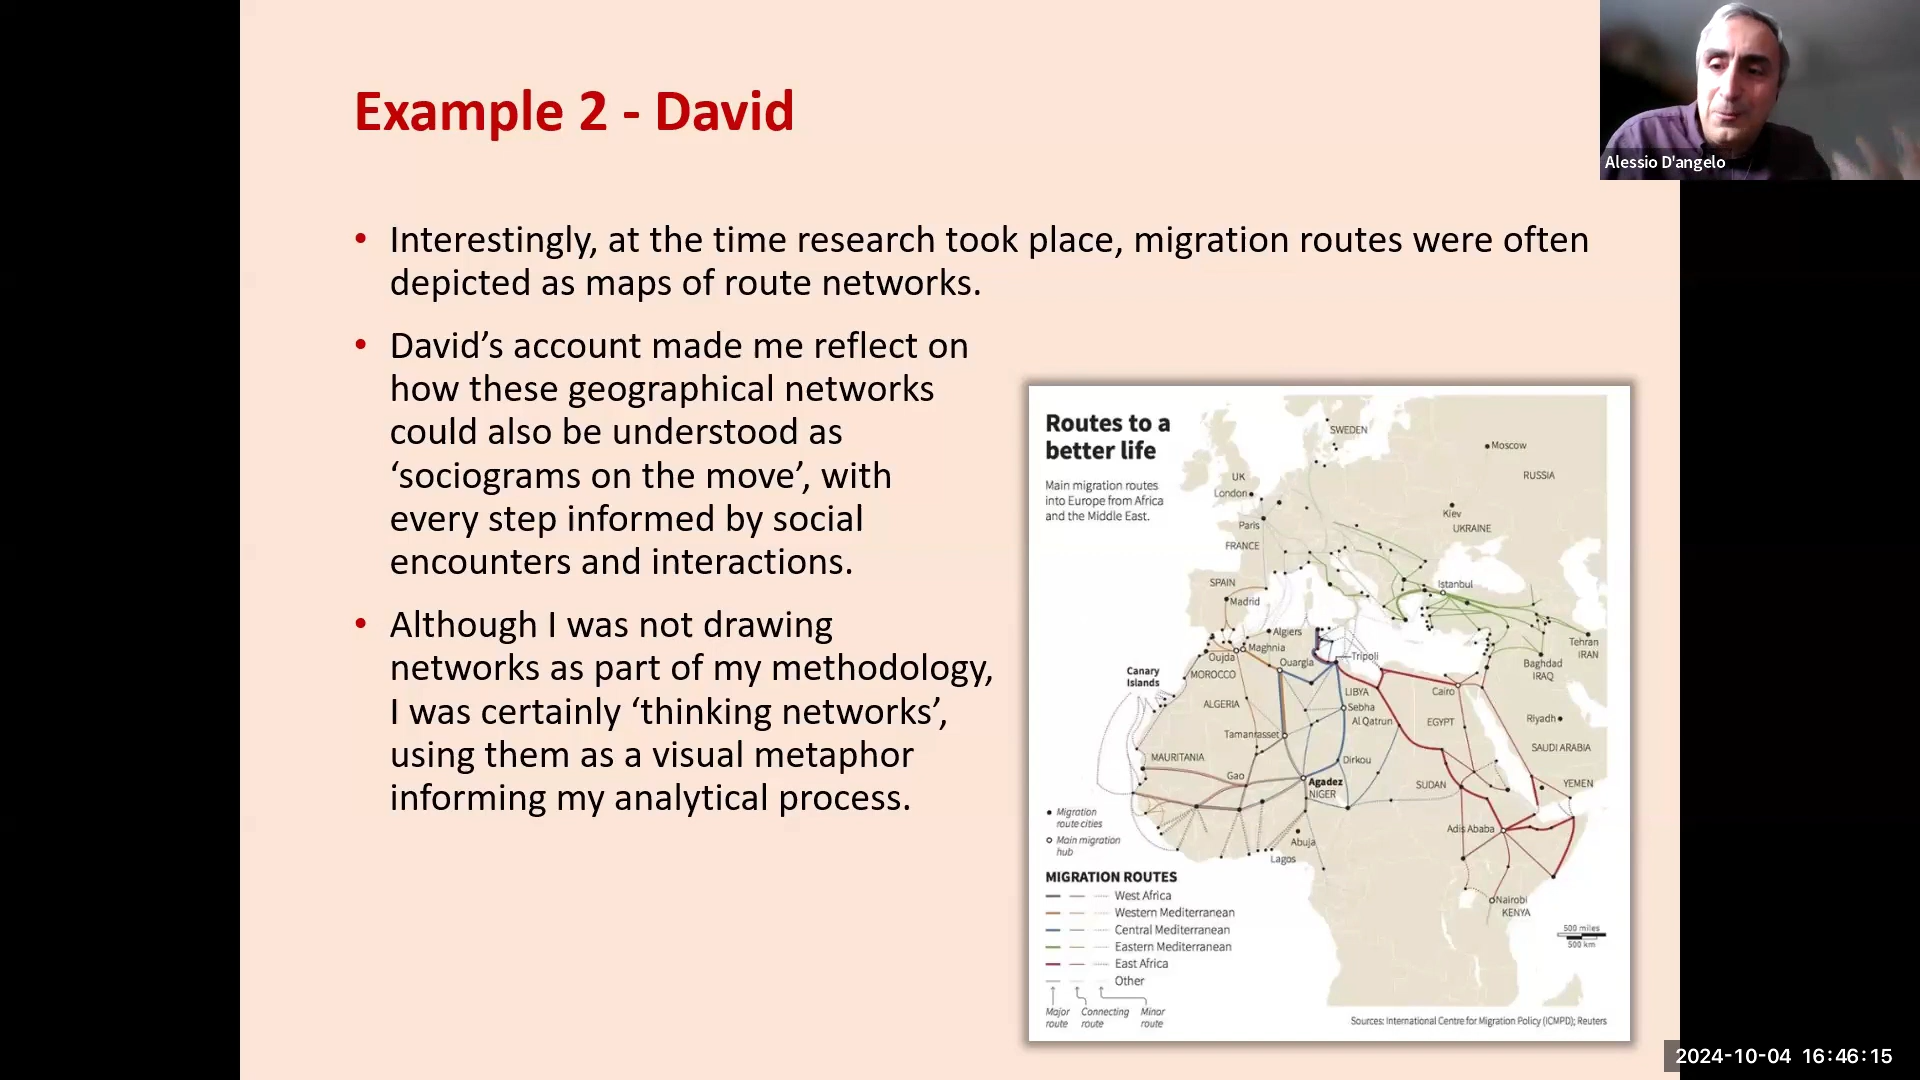 Example 2 - David
Alessio D'angelo
• Interestingly, at the time research took place, migration routes were often
depicted as maps of route networks.
• David’s account made me reflect on
how these geographical networks
could also be understood as
‘sociograms on the move’, with
every step informed by social
encounters and interactions.
• Although I was not drawing
networks as part of my methodology,
I was certainly ‘thinking networks’,
using them as a visual metaphor
informing my analytical process.
Routes to a
better life
Main migration routes
into Europe from Africa
and the Middle East.
SWEDEN
Moscow
RUSSIA
UK
London
Kiev
UKRAINE
Paris
FRANCE
SPAIN
Madrid
Istanbul
Algiers
Maghnia
Oujda
Ouargla
Tripoli
Tehran
IRAN
Baghdad
IRAQ
Canary
Islands
MOROCCO
LIBYA
Cairo
ALGERIA
Sebha
Al Qatrun
EGYPT
Riyadh
Tamanrasset
SAUDI ARABIA
MAURITANIA
Dirkou
Gao
Agadez
NIGER
SUDAN
YEMEN
Migration
route cities
Main migration
hub
Adis Ababa
Abuja
Lagos
Nairobi
KENYA
MIGRATION ROUTES
West Africa
Western Mediterranean
Central Mediterranean
Eastern Mediterranean
East Africa
Other
Major
route
Connecting
route
Minor
route
500 miles
500 km
Sources: International Centre for Migration Policy (ICMPD); Reuters
2024-10-04 16:46:15